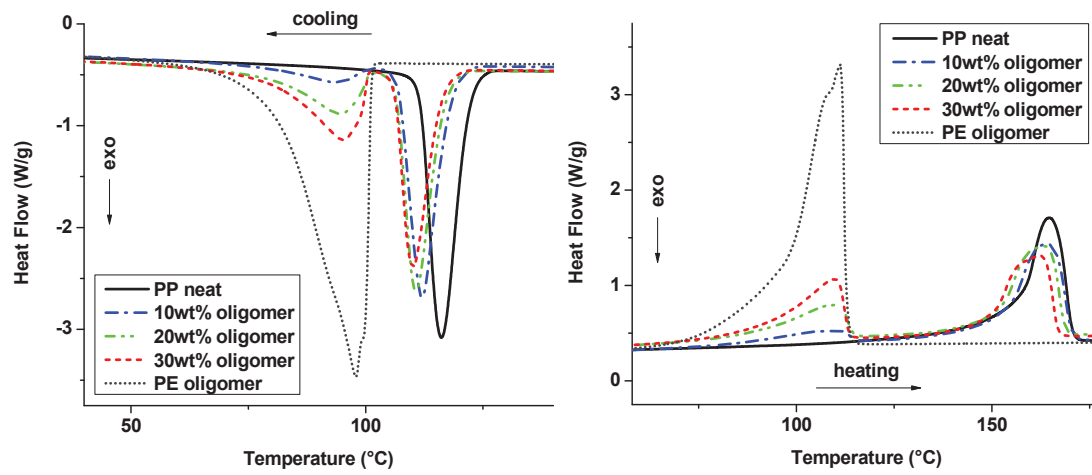 cooling
0
-1
-2
-3
Heat Flow (W/g)
exo
PP neat
10wt% oligomer
20wt% oligomer
30wt% oligomer
PE oligomer
50
100
Temperature (°C)
PP neat
10wt% oligomer
20wt% oligomer
30wt% oligomer
PE oligomer
3
2
1
0
Heat Flow (W/g)
exo
heating
100
150
Temperature (°C)